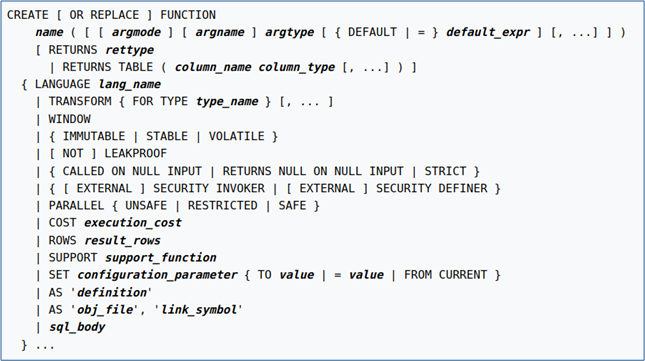 CREATE [ OR REPLACE ] FUNCTION
    name ( [ [ argmode ] [ argname ] argtype [ { DEFAULT | = } default_expr ] [, ...] ] )
    [ RETURNS rettype
      | RETURNS TABLE ( column_name column_type [, ...] ) ]
  { LANGUAGE lang_name
    | TRANSFORM { FOR TYPE type_name } [, ... ]
    | WINDOW
    | { IMMUTABLE | STABLE | VOLATILE }
    | [ NOT ] LEAKPROOF
    | { CALLED ON NULL INPUT | RETURNS NULL ON NULL INPUT | STRICT }
    | { [ EXTERNAL ] SECURITY INVOKER | [ EXTERNAL ] SECURITY DEFINER }
    | PARALLEL { UNSAFE | RESTRICTED | SAFE }
    | COST execution_cost
    | ROWS result_rows
    | SUPPORT support_function
    | SET configuration_parameter { TO value | = value | FROM CURRENT }
    | AS 'definition'
    | AS 'obj_file', 'link_symbol'
    | sql_body
  } ...